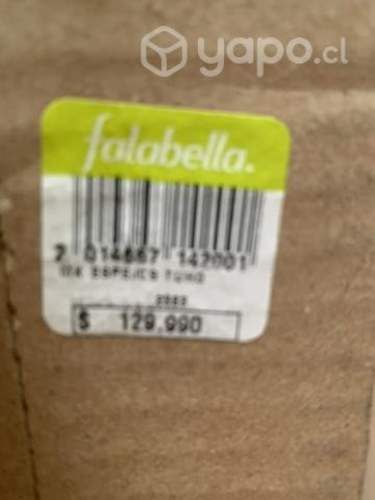 yapo.cl
falabella.
2 014667 142001
$ 129.990